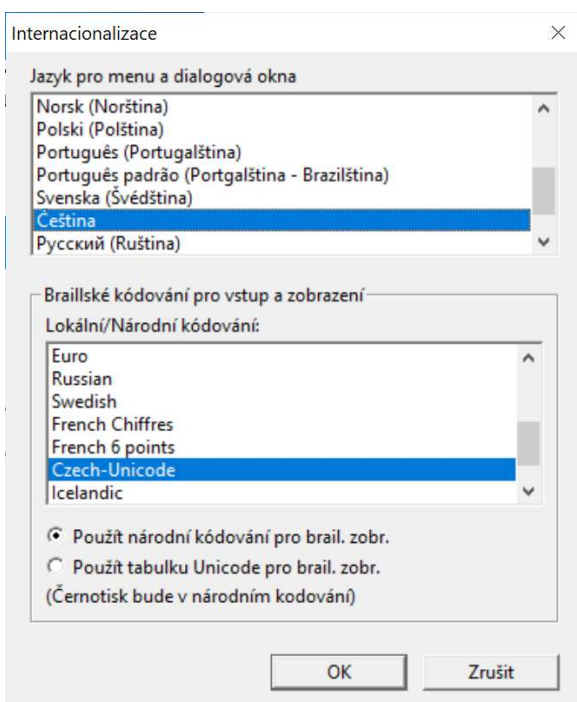 Internacionalizace
Jazyk pro menu a dialogová okna
Norsk (Norština)
Polski (Polština)
Português (Portugalština)
Português padrão (Portgalština - Brazilština)
Svenska (Švédština)
Čeština
Русский (Ruština)
Braillské kódování pro vstup a zobrazení
Lokální/Národní kódování:
Euro
Russian
Swedish
French Chiffres
French 6 points
Czech-Unicode
Icelandic
Použít národní kódování pro brail. zobr.
Použít tabulku Unicode pro brail. zobr.
(Černotisk bude v národním kodování)
OK
Zrušit